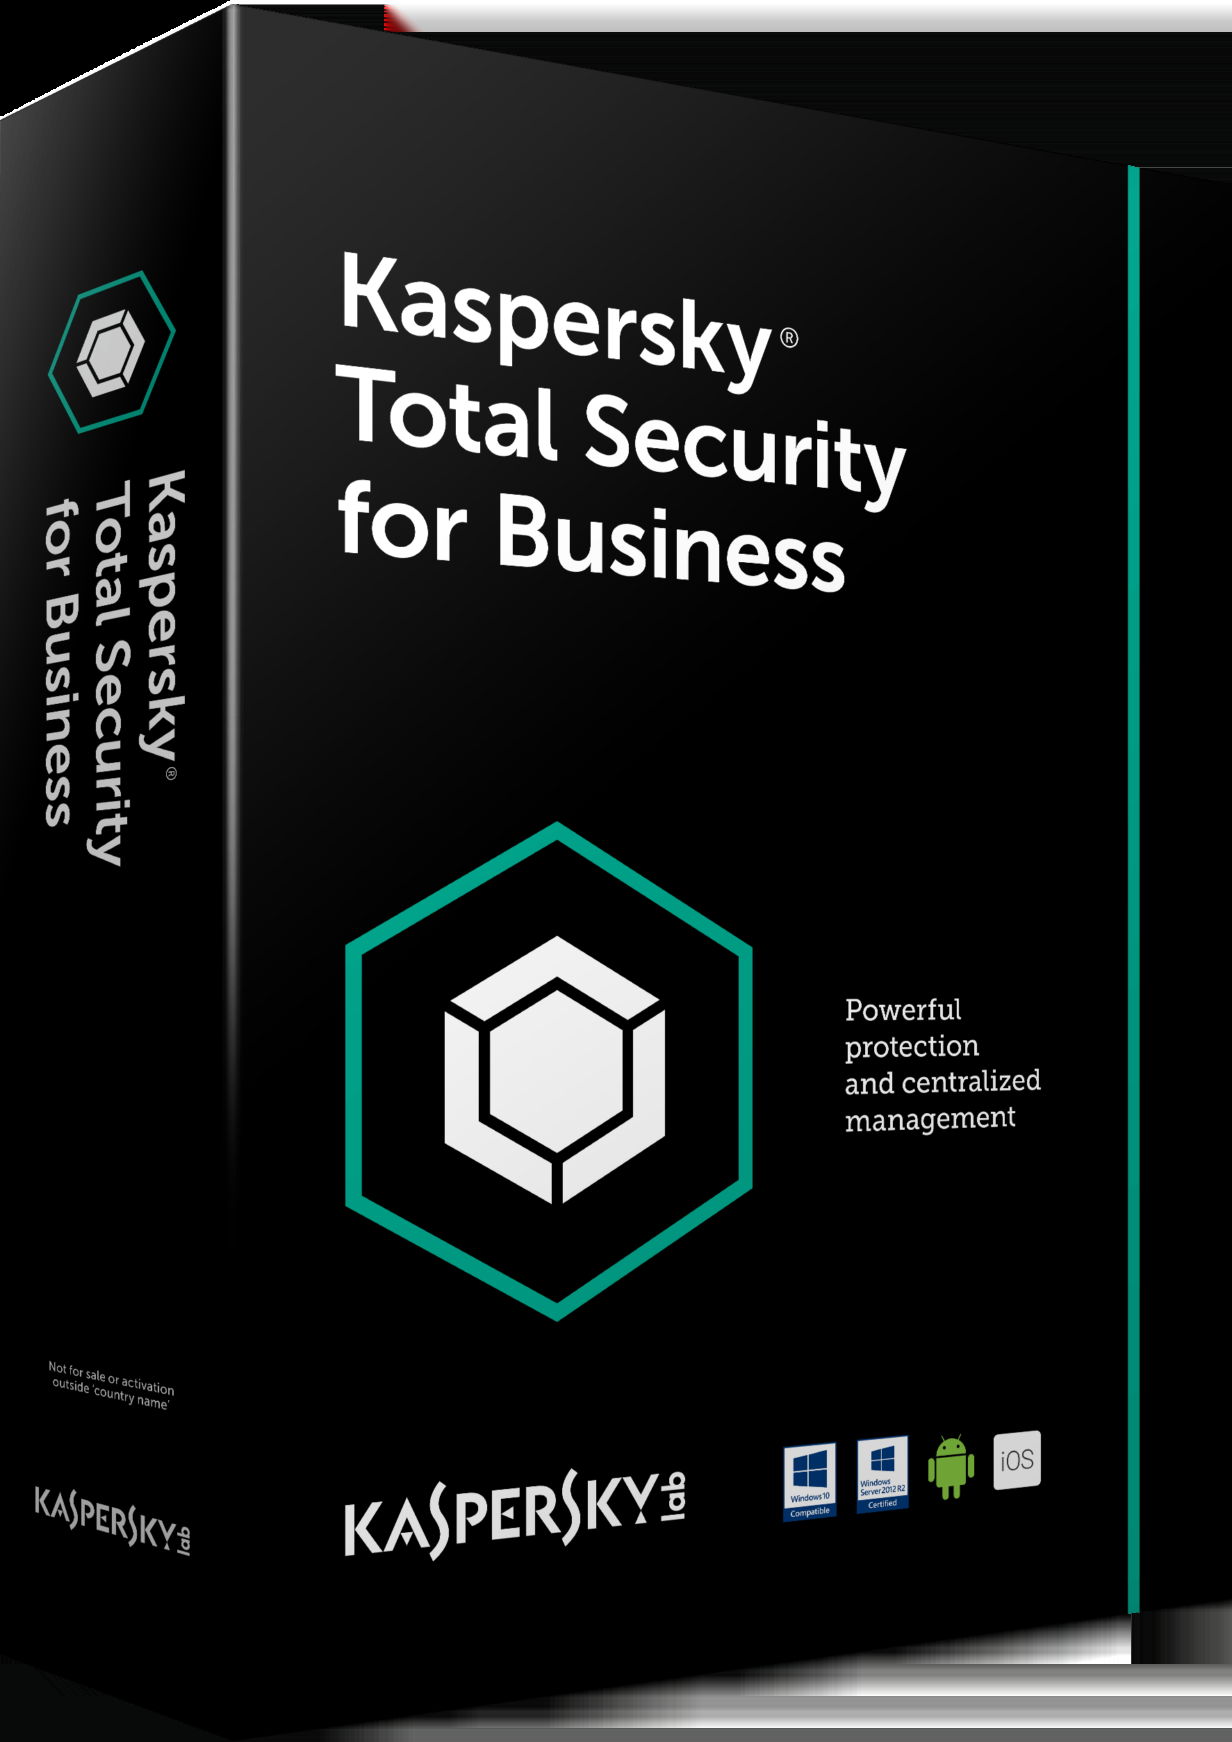 Kaspersky®
Total Security
for Business
Not for sale or activation
outside 'country name'
KASPERSKY lab
Kaspersky®
Total Security
for Business
Powerful
protection
and centralized
management
KASPERSKY lab
Windows 10
Compatible
Windows
Server 2012 R2
Certified
iOS